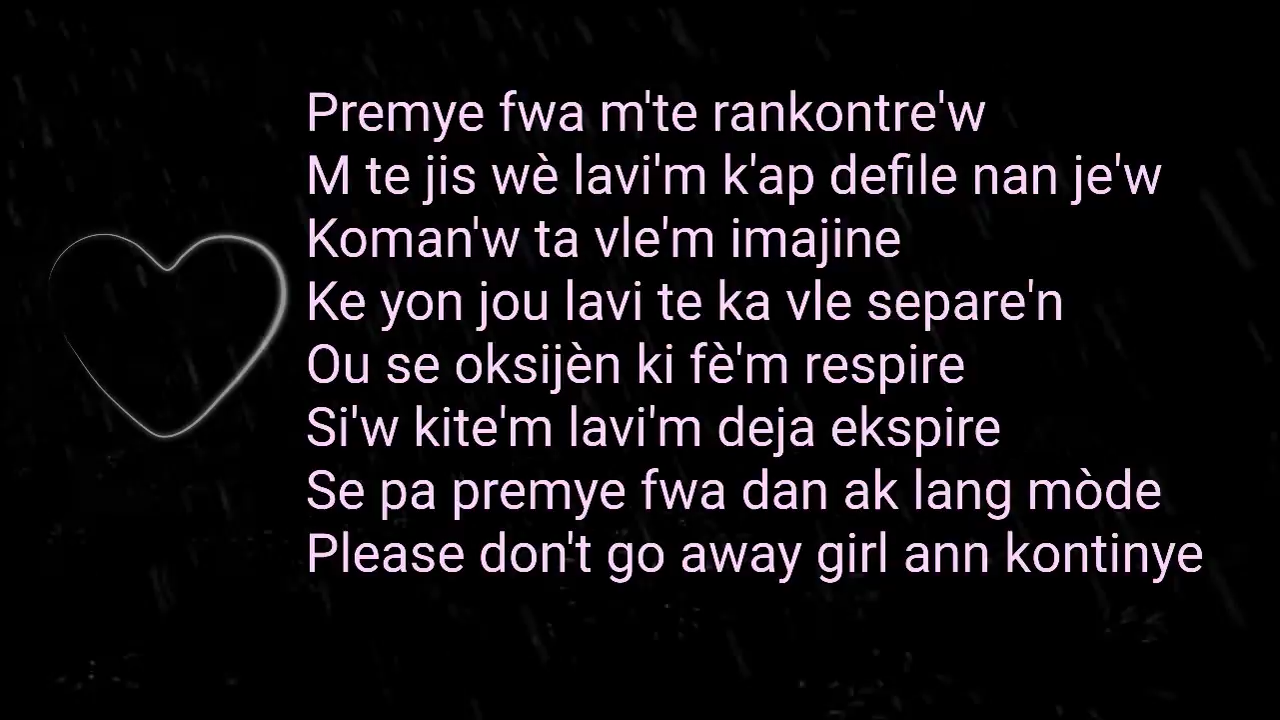 Premye fwa m'te rankontre'w
M te jis wè lavi'm k'ap defile nan je'w
Koman'w ta vle'm imajine
Ke yon jou lavi te ka vle separe'n
Ou se oksijèn ki fè'm respire
Si'w kite'm lavi'm deja ekspire
Se pa premye fwa dan ak lang mòde
Please don't go away girl ann kontinye